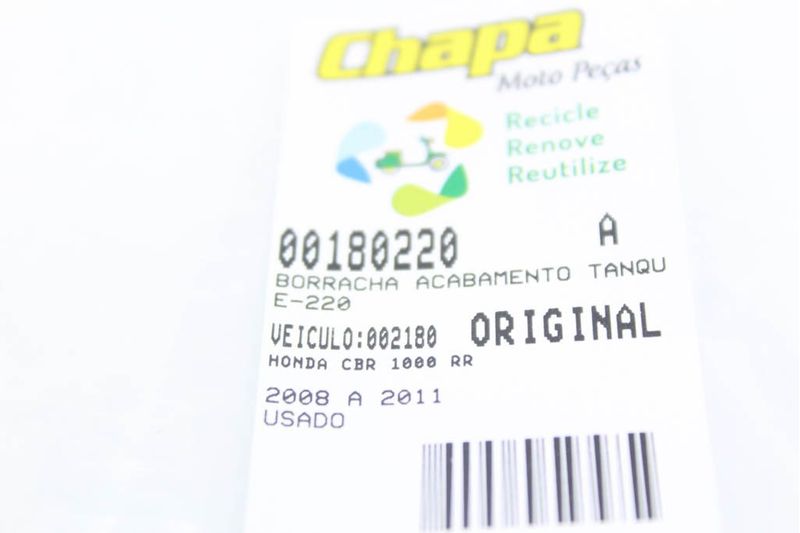 Chapa
Moto Peças
Recicle
Renove
Reutilize
00180220 A
BORRACHA ACABAMENTO TANQU
E-220
VEICULO:002180 ORIGINAL
HONDA CBR 1000 RR
2008 A 2011
USADO